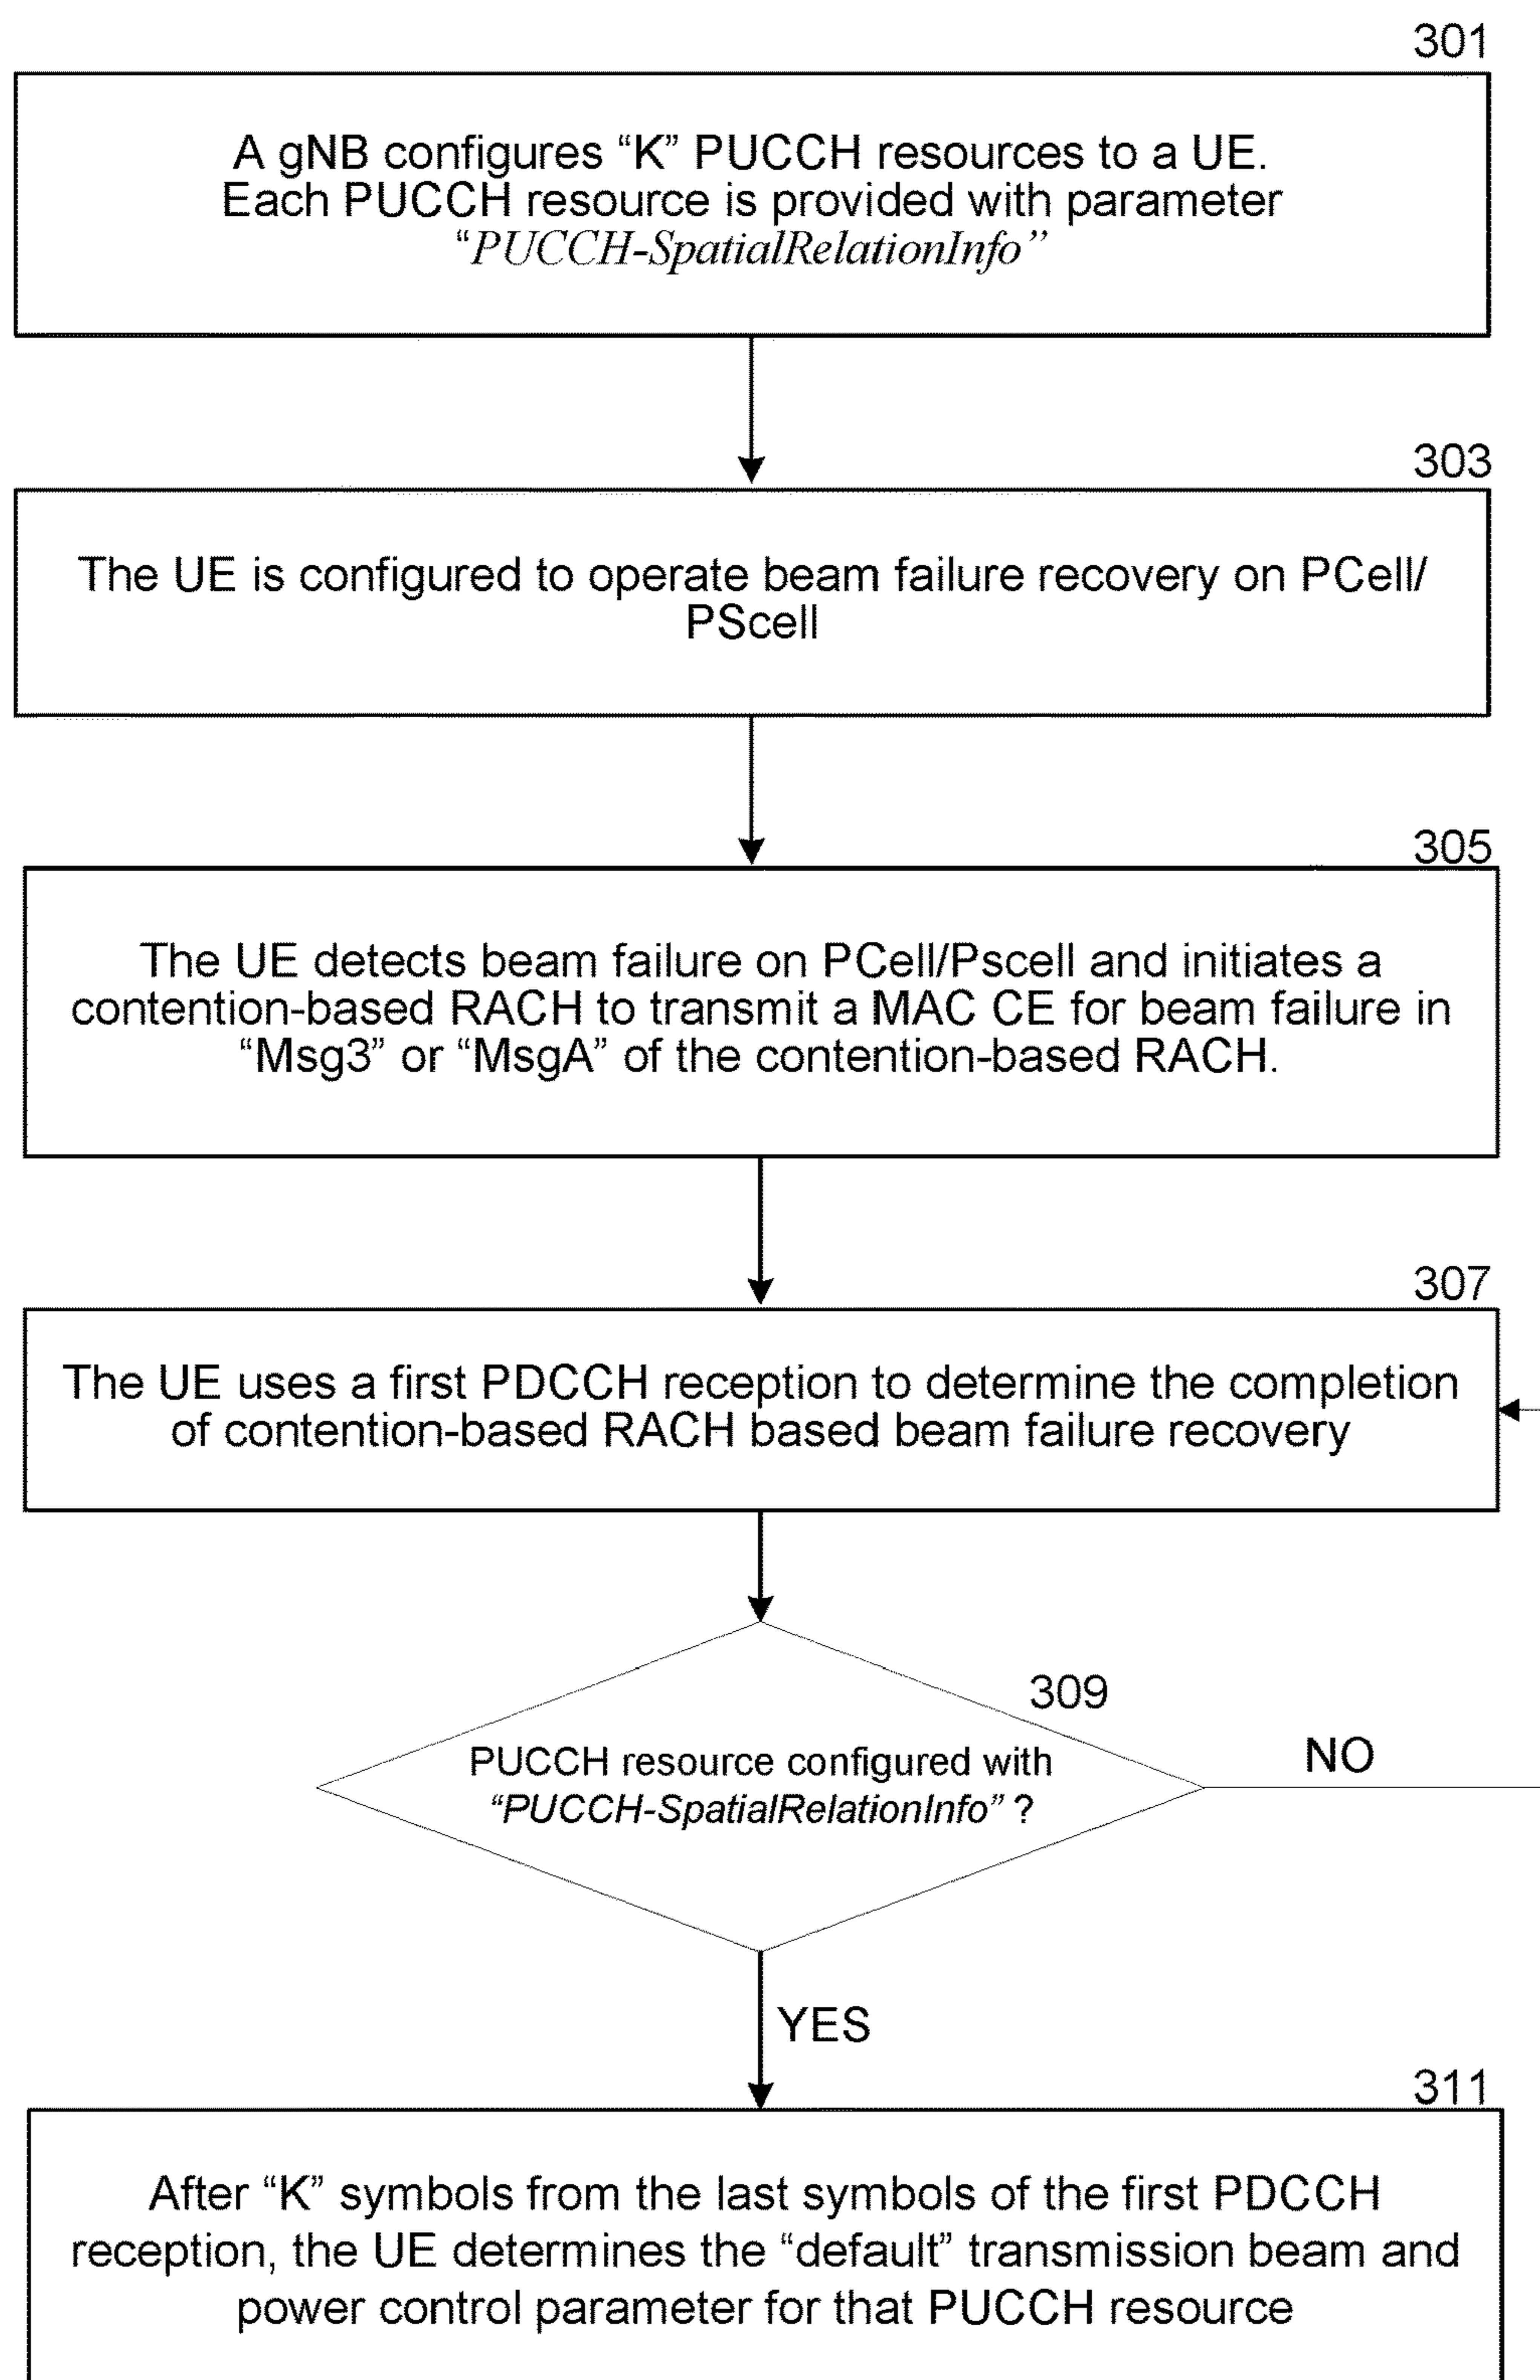 301
A gNB configures “K” PUCCH resources to a UE.
Each PUCCH resource is provided with parameter
“PUCCH-SpatialRelationInfo”
303
The UE is configured to operate beam failure recovery on PCell/
PScell
305
The UE detects beam failure on PCell/Pscell and initiates a
contention-based RACH to transmit a MAC CE for beam failure in
“Msg3” or “MsgA” of the contention-based RACH.
307
The UE uses a first PDCCH reception to determine the completion
of contention-based RACH based beam failure recovery
309
PUCCH resource configured with
“PUCCH-SpatialRelationInfo” ?
NO
YES
311
After “K” symbols from the last symbols of the first PDCCH
reception, the UE determines the “default” transmission beam and
power control parameter for that PUCCH resource